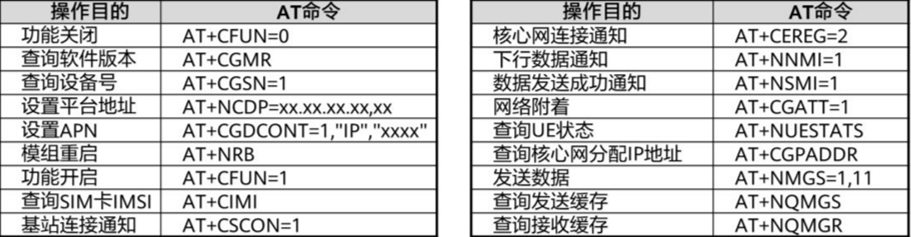 操作目的 AT命令
功能关闭 AT+CFUN=0
查询软件版本 AT+CGMR
查询设备号 AT+CGSN=1
设置平台地址 AT+NCDP=xx.xx.xx.xx,xx
设置APN AT+CGDCONT=1,"IP","xxxx"
模组重启 AT+NRB
功能开启 AT+CFUN=1
查询SIM卡IMSI AT+CIMI
基站连接通知 AT+CSCON=1
操作目的 AT命令
核心网连接通知 AT+CEREG=2
下行数据通知 AT+NNMI=1
数据发送成功通知 AT+NSMI=1
网络附着 AT+CGATT=1
查询UE状态 AT+NUESTATS
查询核心网分配IP地址 AT+CGPADDR
发送数据 AT+NMGS=1,11
查询发送缓存 AT+NQMGS
查询接收缓存 AT+NQMGR